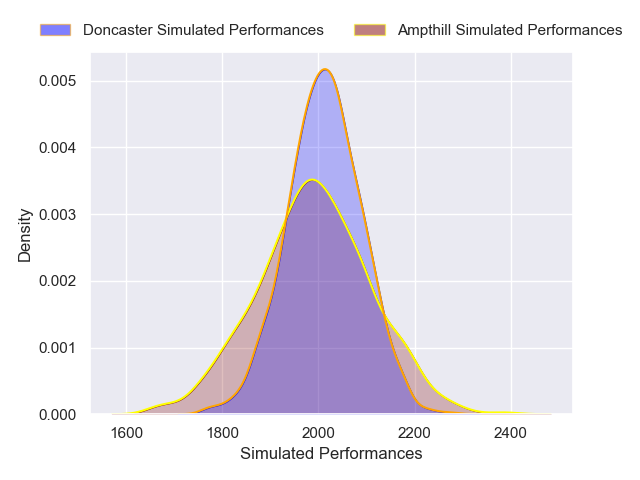 Doncaster Simulated Performances
Ampthill Simulated Performances
0.005
0.004
0.003
0.002
0.001
0.000
Density
1600
1800
2000
2200
2400
Simulated Performances